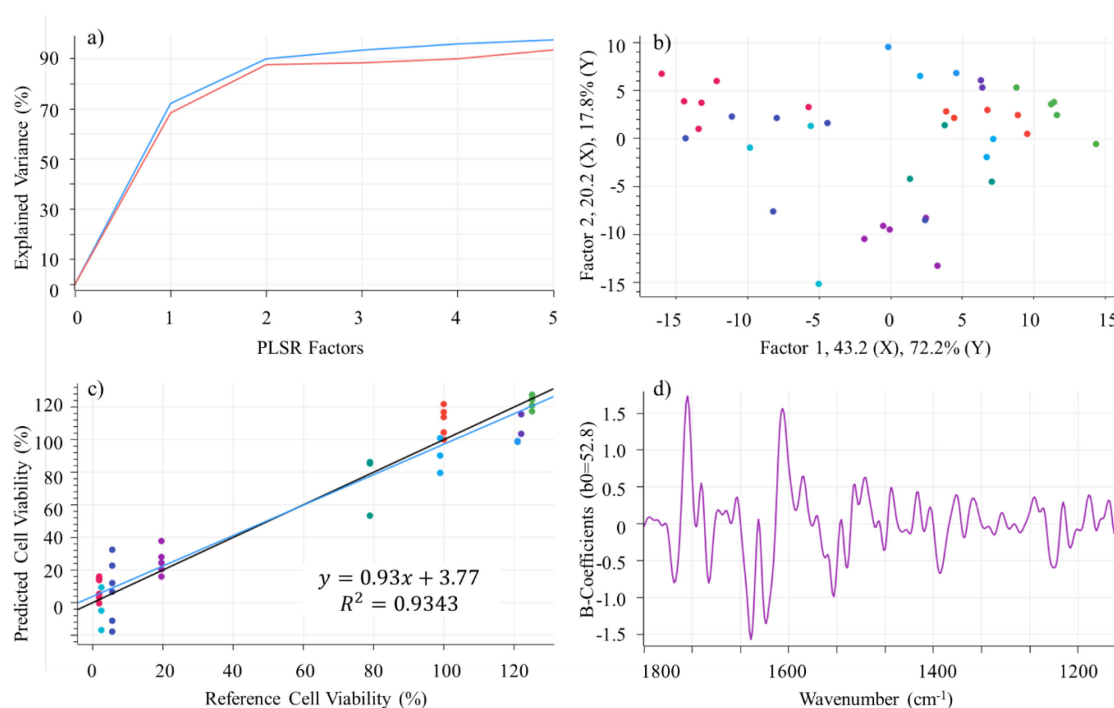 a)
90
70
50
30
10
0
0 1 2 3 4 5
PLSR Factors
Explained Variance (%)
b)
10
5
0
-5
-10
-15
-15 -10 -5 0 5 10 15
Factor 1, 43.2 (X), 72.2% (Y)
Factor 2, 20.2 (X), 17.8% (Y)
c)
120
100
80
60
40
20
0
y = 0.93x + 3.77
R² = 0.9343
0 20 40 60 80 100 120
Reference Cell Viability (%)
Predicted Cell Viability (%)
d)
1.5
1.0
0.5
0
-0.5
-1.0
-1.5
1800 1600 1400 1200
Wavenumber (cm⁻¹)
B-Coefficients (b0=52.8)